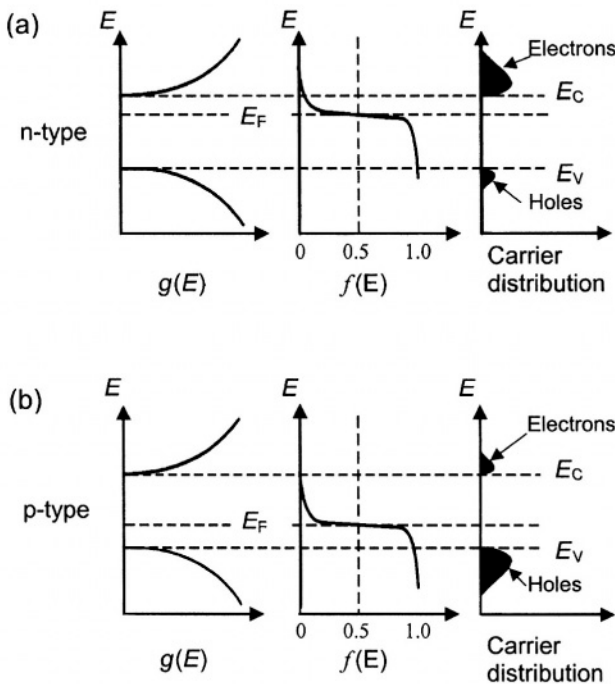 (a)
E
E
E
Electrons
E_C
E_F
n-type
E_V
Holes
0
0.5
1.0
g(E)
f(E)
Carrier
distribution
(b)
E
E
E
Electrons
E_C
p-type
E_F
E_V
Holes
0
0.5
1.0
g(E)
f(E)
Carrier
distribution